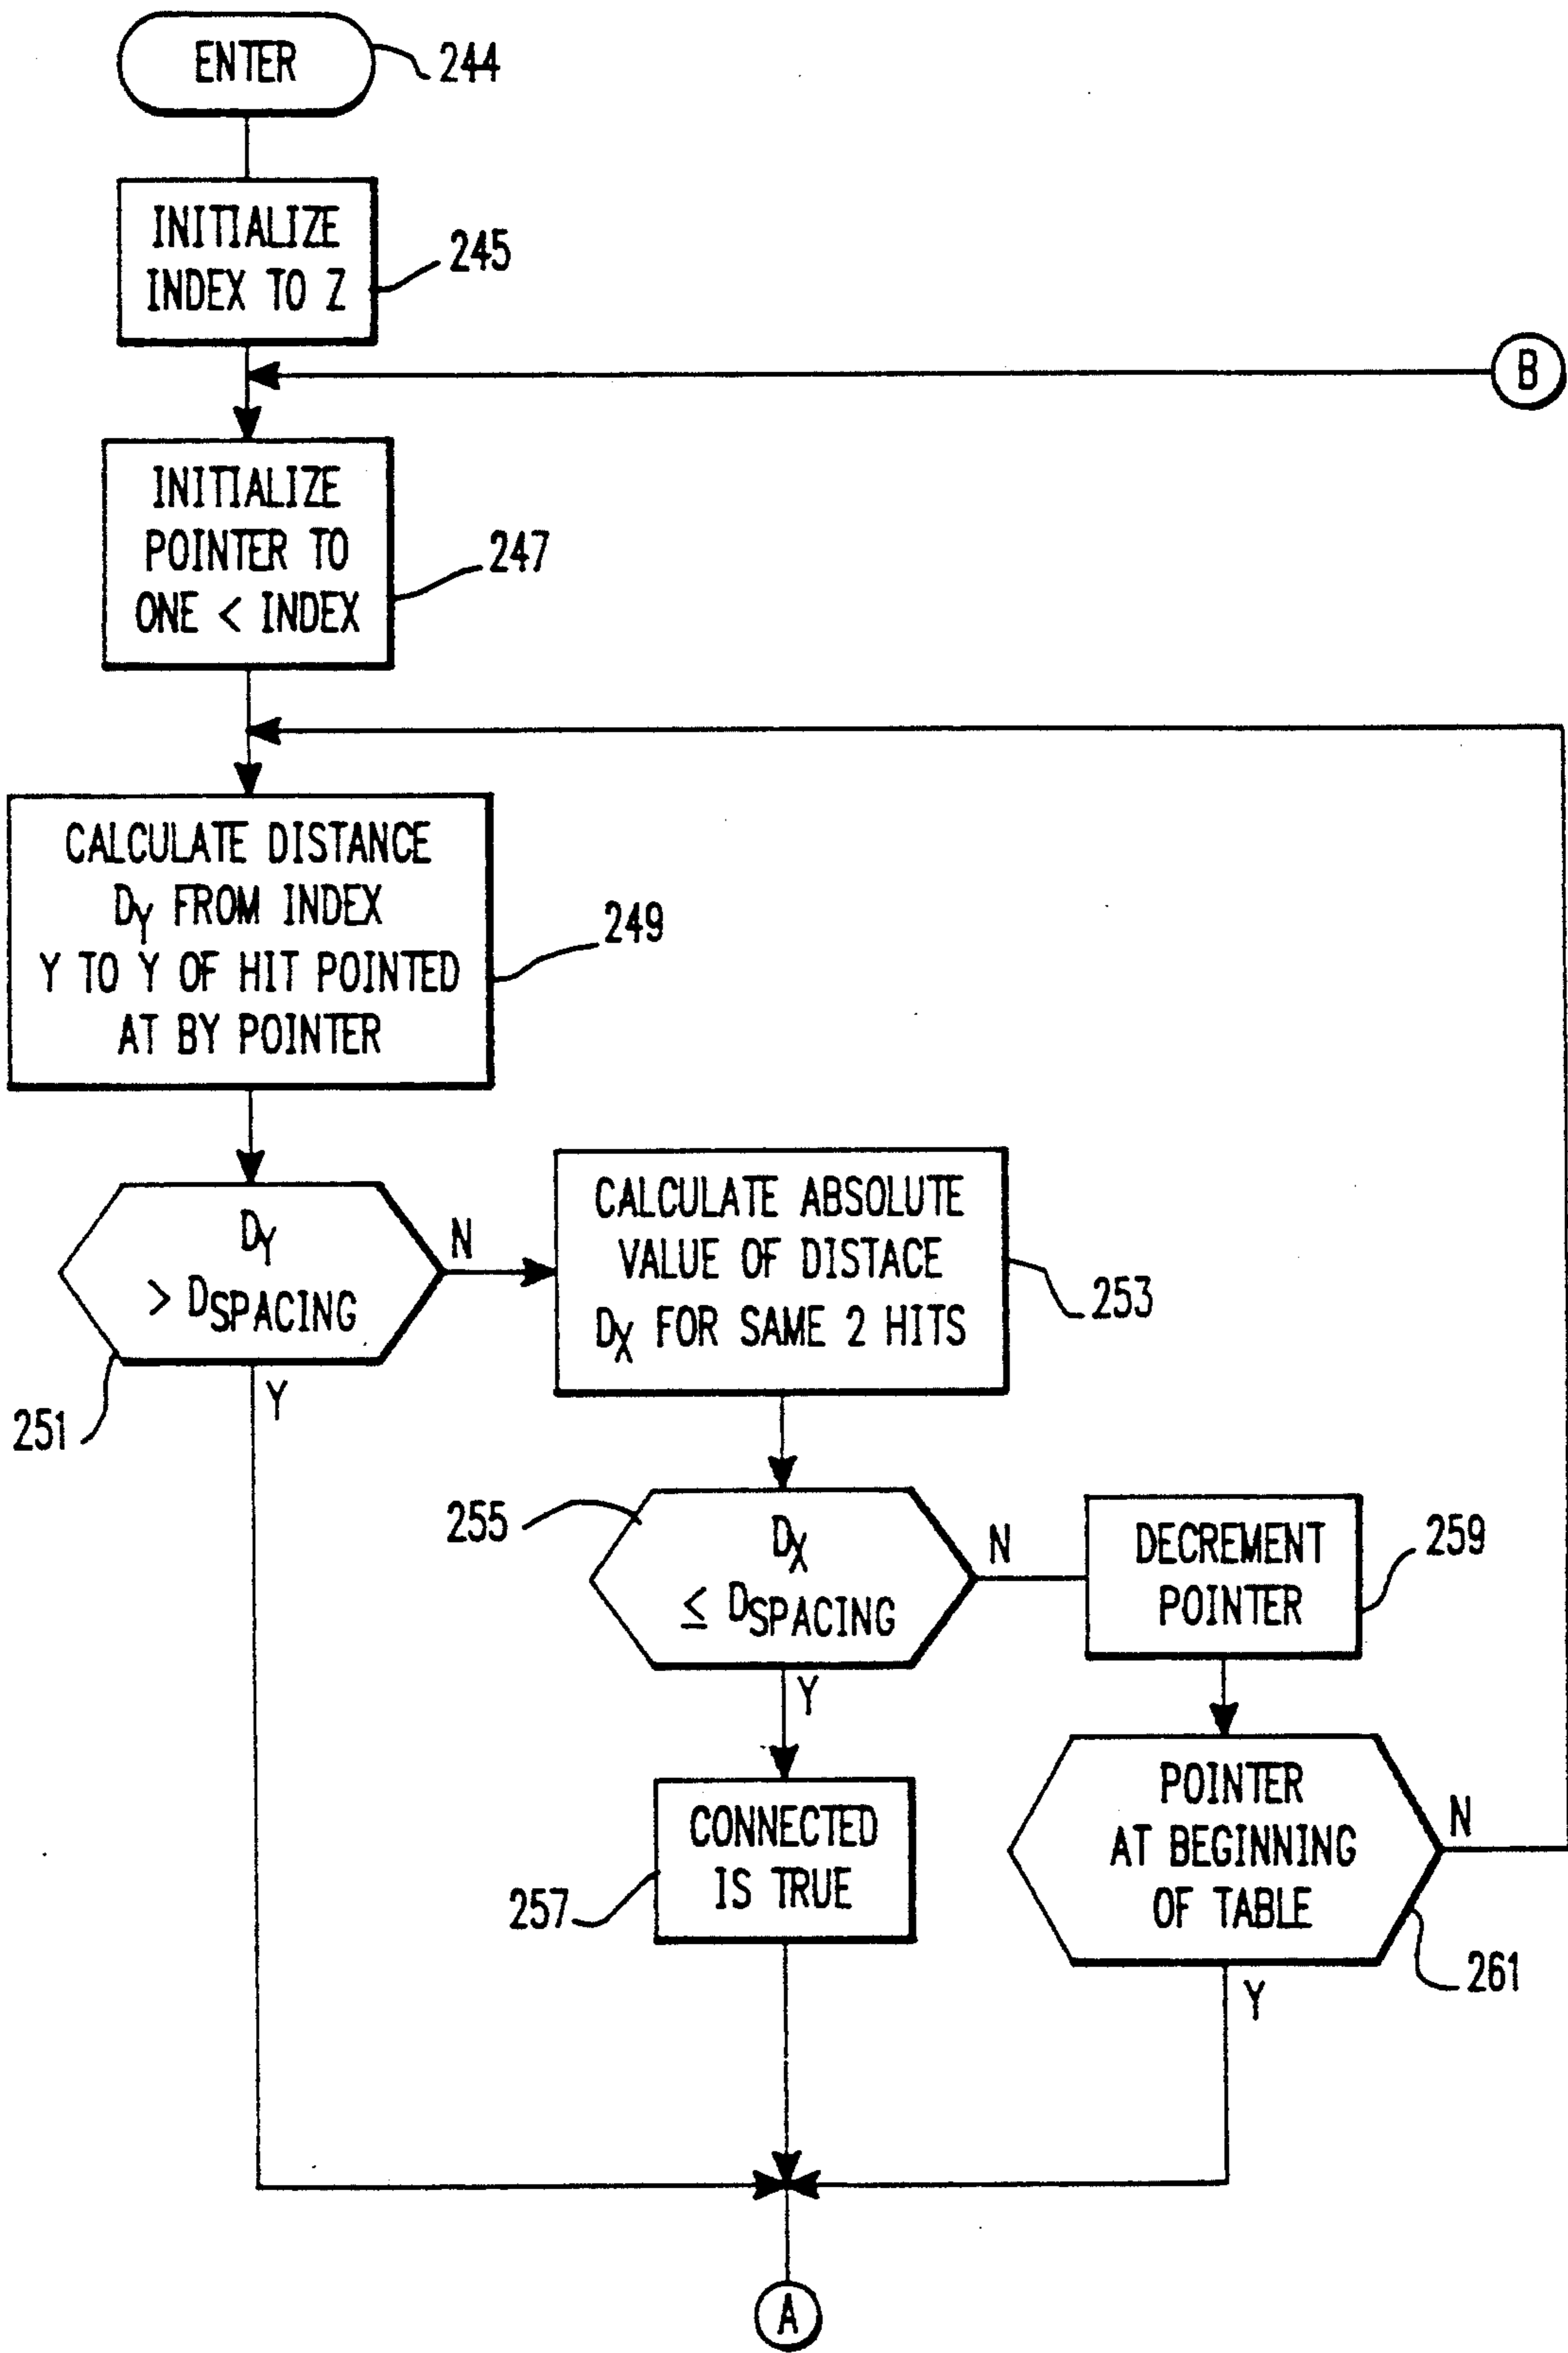 ENTER
244
INITIALIZE
INDEX TO Z
245
B
INITIALIZE
POINTER TO
ONE < INDEX
247
CALCULATE DISTANCE
DY FROM INDEX
Y TO Y OF HIT POINTED
AT BY POINTER
249
DY
> DSPACING
N
Y
251
CALCULATE ABSOLUTE
VALUE OF DISTACE
DX FOR SAME 2 HITS
253
255
DX
≤ DSPACING
N
Y
DECREMENT
POINTER
259
CONNECTED
IS TRUE
257
POINTER
AT BEGINNING
OF TABLE
N
261
Y
A